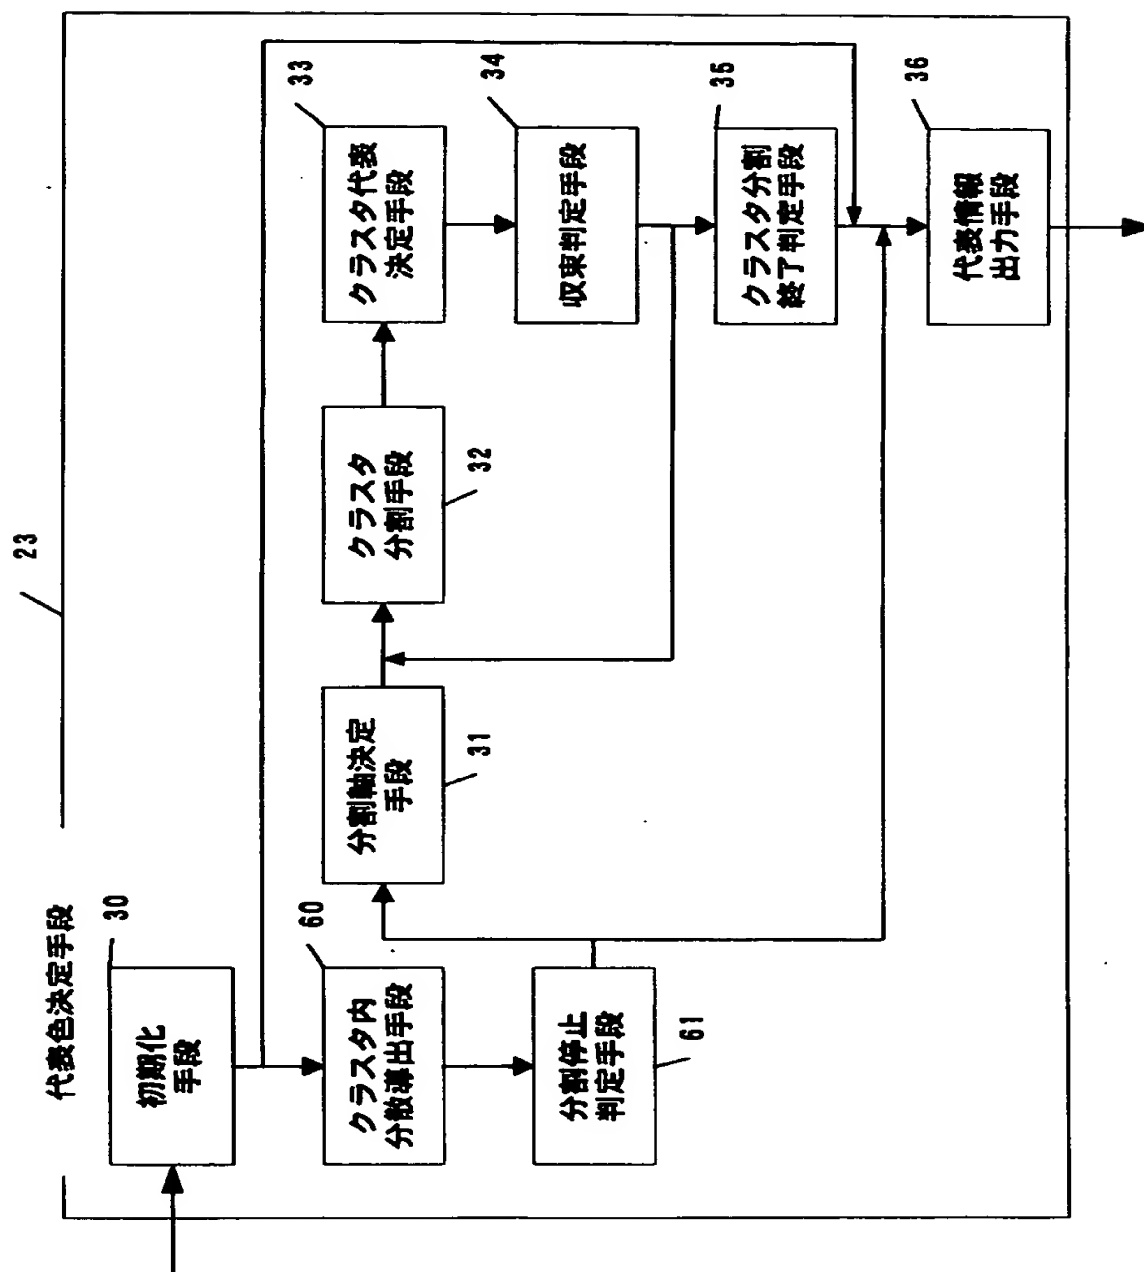 代表色決定手段
23
初期化
手段
30
クラスタ内
分散導出手段
60
分割停止
判定手段
61
分割軸決定
手段
31
クラスタ
分割手段
32
クラスタ代表
決定手段
33
収束判定手段
34
クラスタ分割
終了判定手段
35
代表情報
出力手段
36